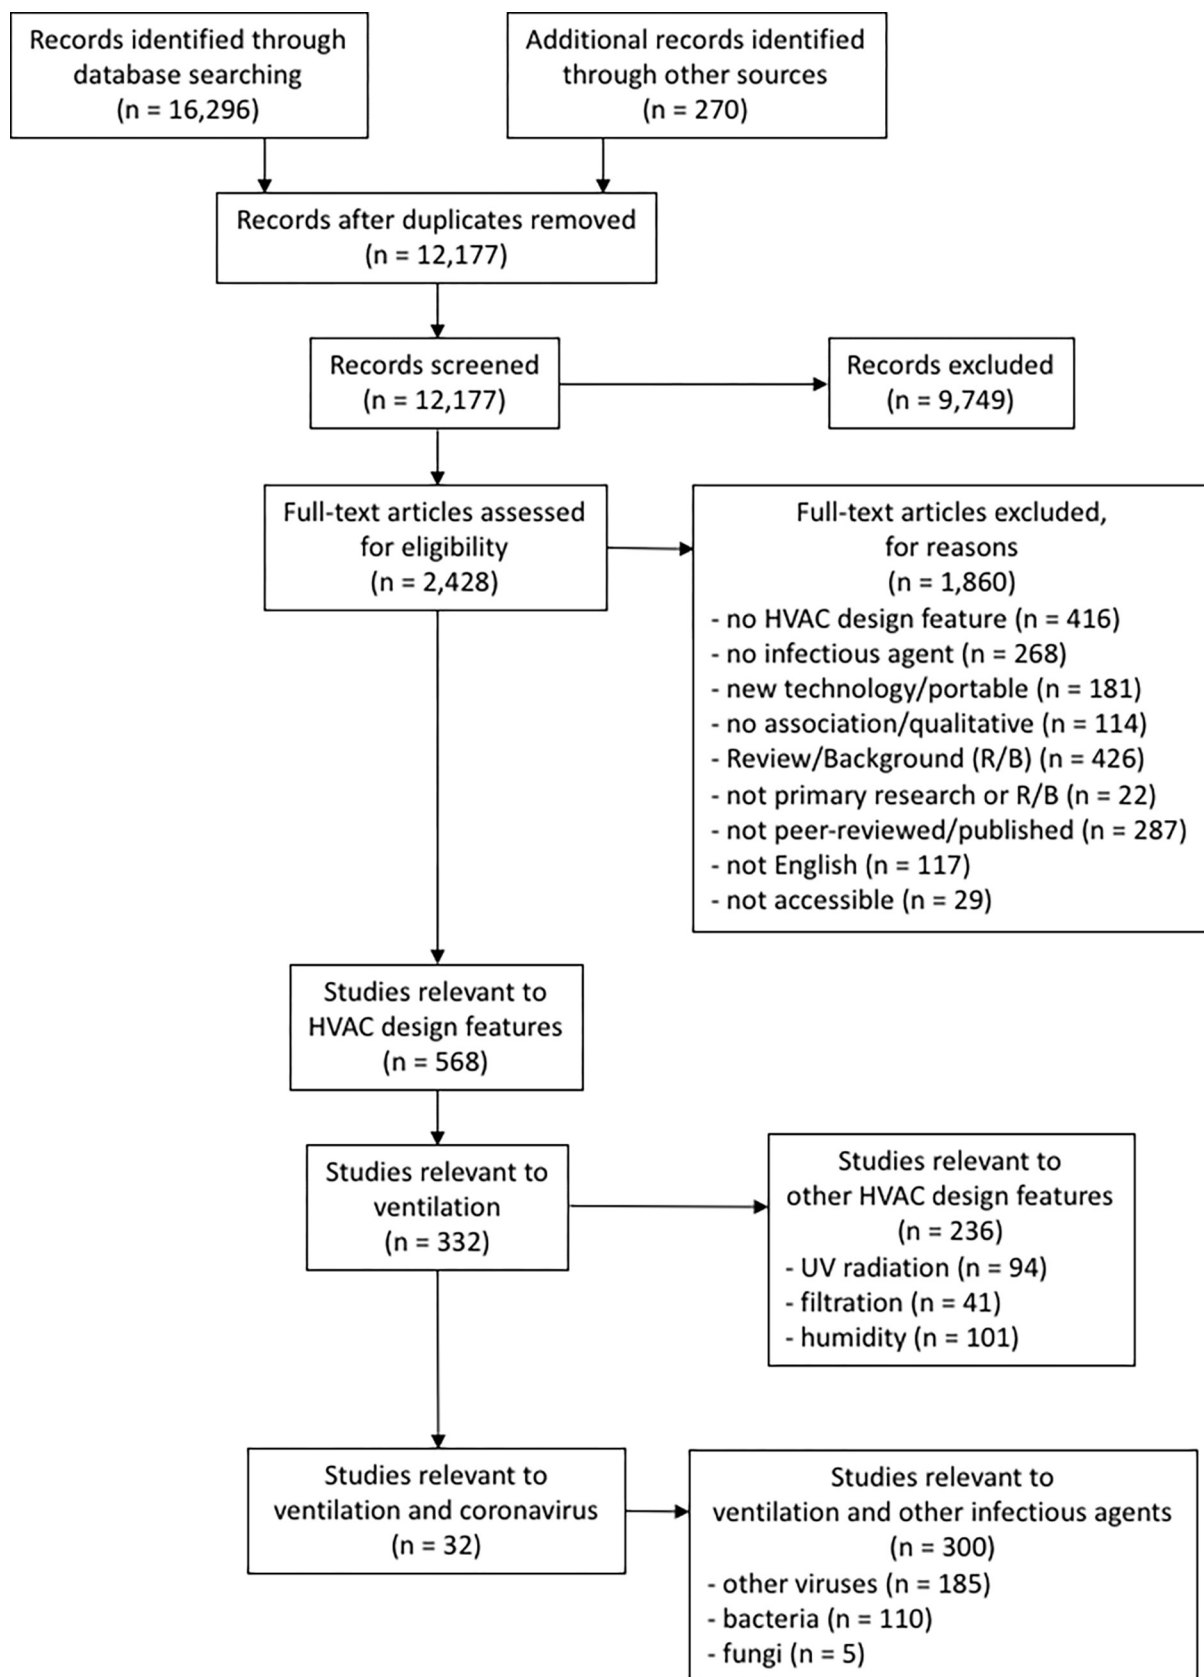 Records identified through
database searching
(n = 16,296)
Additional records identified
through other sources
(n = 270)
Records after duplicates removed
(n = 12,177)
Records screened
(n = 12,177)
Records excluded
(n = 9,749)
Full-text articles assessed
for eligibility
(n = 2,428)
Full-text articles excluded,
for reasons
(n = 1,860)
- no HVAC design feature (n = 416)
- no infectious agent (n = 268)
- new technology/portable (n = 181)
- no association/qualitative (n = 114)
- Review/Background (R/B) (n = 426)
- not primary research or R/B (n = 22)
- not peer-reviewed/published (n = 287)
- not English (n = 117)
- not accessible (n = 29)
Studies relevant to
HVAC design features
(n = 568)
Studies relevant to
ventilation
(n = 332)
Studies relevant to
other HVAC design features
(n = 236)
- UV radiation (n = 94)
- filtration (n = 41)
- humidity (n = 101)
Studies relevant to
ventilation and coronavirus
(n = 32)
Studies relevant to
ventilation and other infectious agents
(n = 300)
- other viruses (n = 185)
- bacteria (n = 110)
- fungi (n = 5)